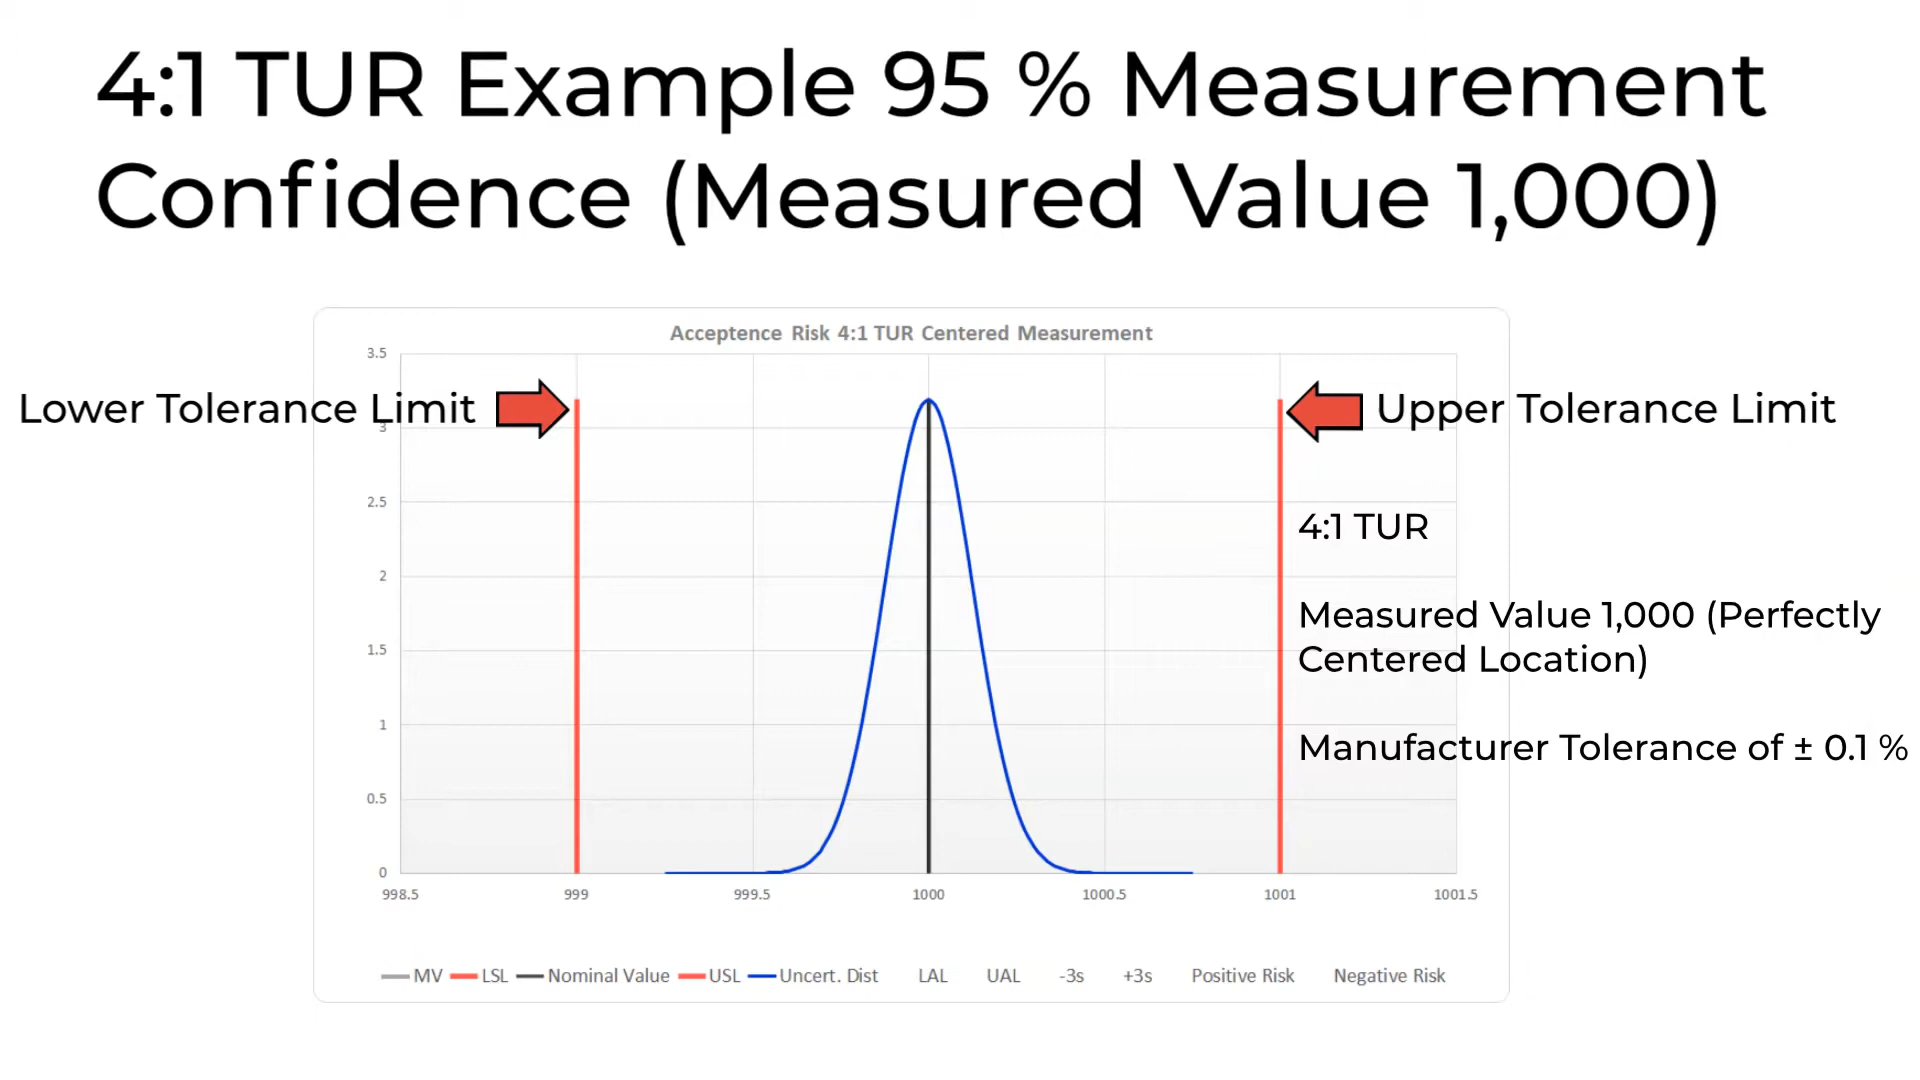 4:1 TUR Example 95 % Measurement
Confidence (Measured Value 1,000)
Acceptence Risk 4:1 TUR Centered Measurement
3.5
Lower Tolerance Limit
Upper Tolerance Limit
3
2.5
4:1 TUR
2
Measured Value 1,000 (Perfectly
Centered Location)
1.5
1
Manufacturer Tolerance of ± 0.1 %
0.5
0
998.5 999 999.5 1000 1000.5 1001 1001.5
MV LSL Nominal Value USL Uncert. Dist LAL UAL -3s +3s Positive Risk Negative Risk